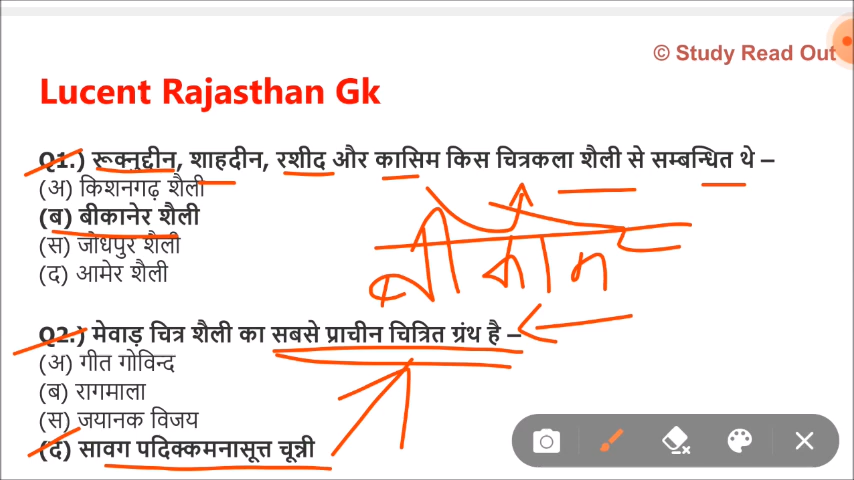 © Study Read Out
Lucent Rajasthan Gk
Q1.) रूक्नुद्दीन, शाहदीन, रशीद और कासिम किस चित्रकला शैली से सम्बन्धित थे –
(अ) किशनगढ़ शैली
(ब) बीकानेर शैली
(स) जोधपुर शैली
(द) आमेर शैली
Q2.) मेवाड़ चित्र शैली का सबसे प्राचीन चित्रित ग्रंथ है –
(अ) गीत गोविन्द
(ब) रागमाला
(स) जयानक विजय
(द) सावग पदिक्कमनासूत्त चून्नी